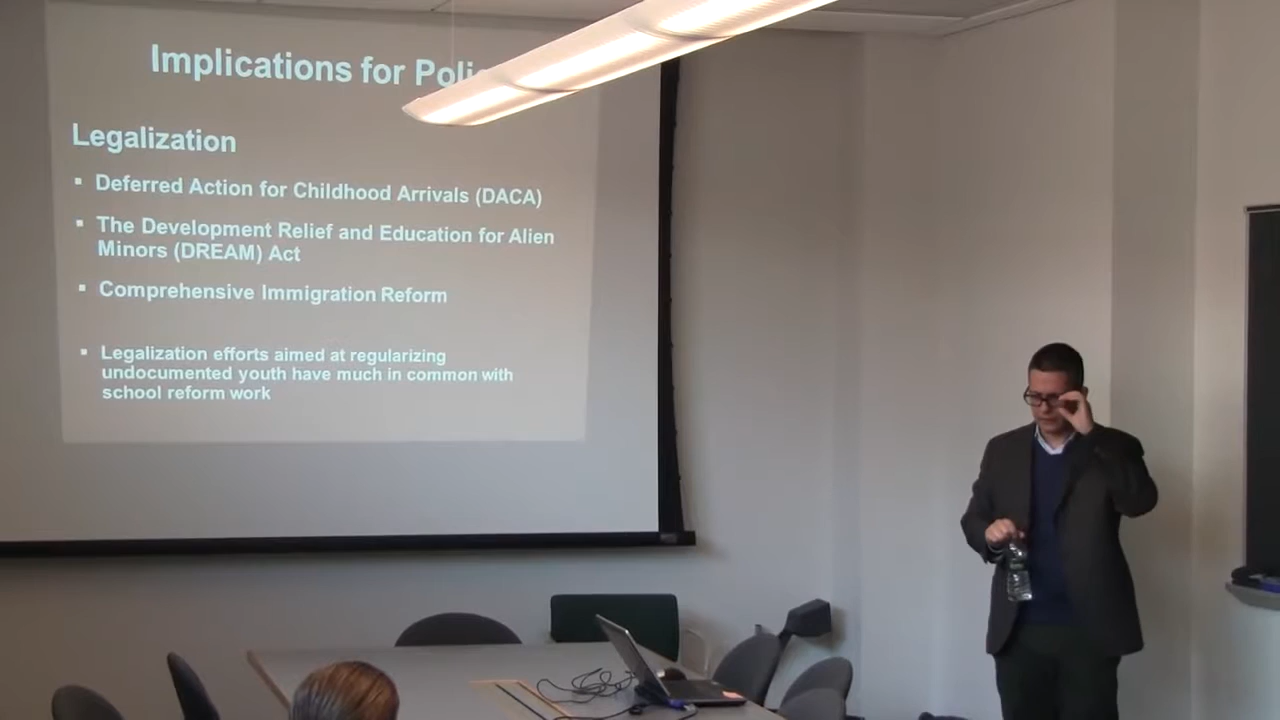 Implications for Poli
Legalization
▪ Deferred Action for Childhood Arrivals (DACA)
▪ The Development Relief and Education for Alien
Minors (DREAM) Act
▪ Comprehensive Immigration Reform
▪ Legalization efforts aimed at regularizing
undocumented youth have much in common with
school reform work